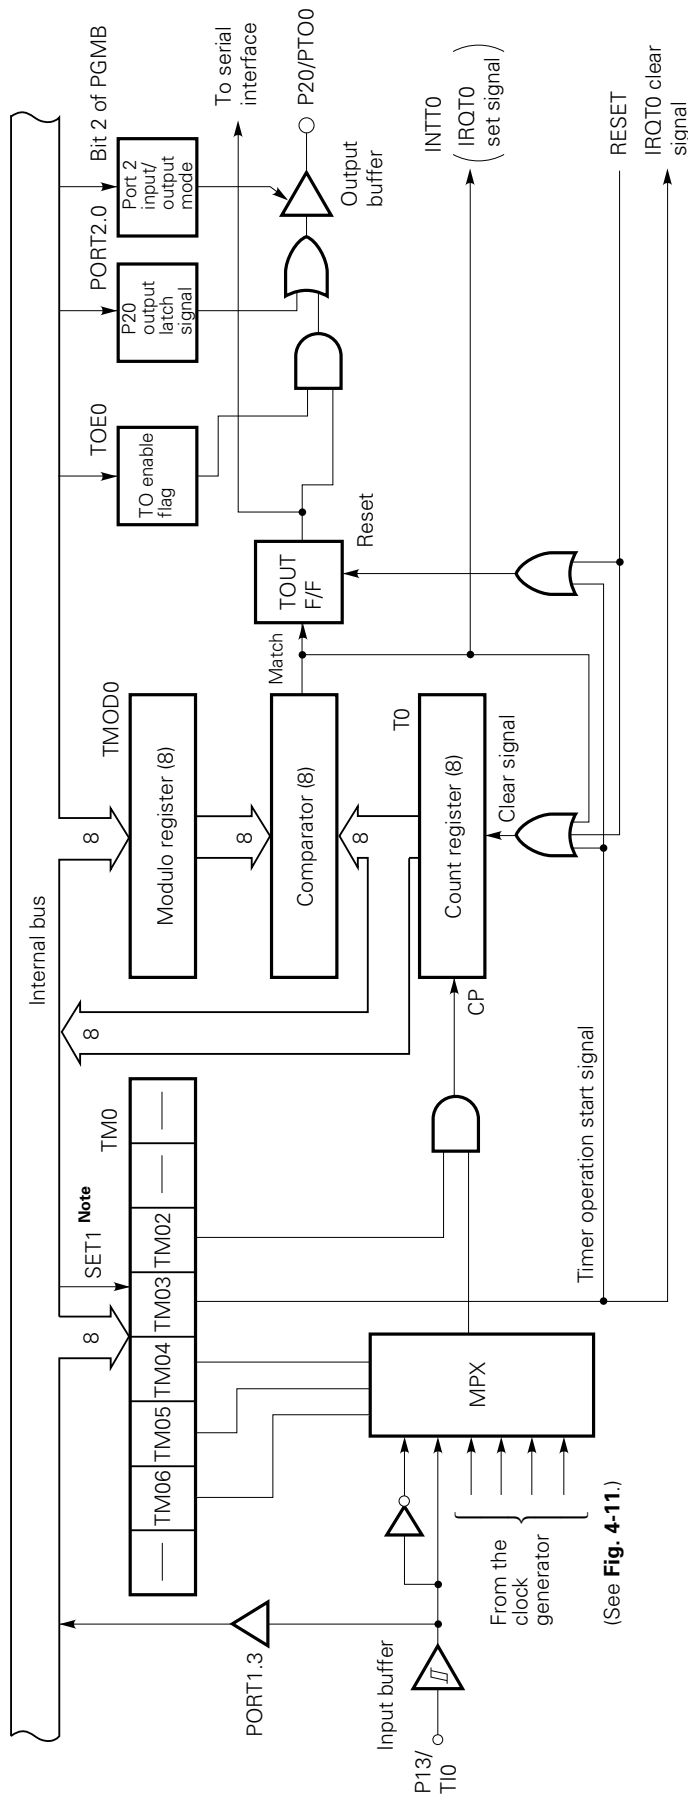 Internal bus
PORT1.3
P13/
TI0
Input buffer
From the
clock
generator
(See Fig. 4-11.)
8
SET1 Note
TM0
—
TM06
TM05
TM04
TM03
TM02
—
—
MPX
Timer operation start signal
8
8
TMOD0
Modulo register (8)
8
Comparator (8)
8
T0
Count register (8)
CP
Clear signal
Match
TOUT
F/F
Reset
TOE0
TO enable
flag
PORT2.0
P20
output
latch
signal
Bit 2 of PGMB
Port 2
input/
output
mode
To serial
interface
P20/PTO0
Output
buffer
INTT0
(IRQT0
set signal)
RESET
IRQT0 clear
signal